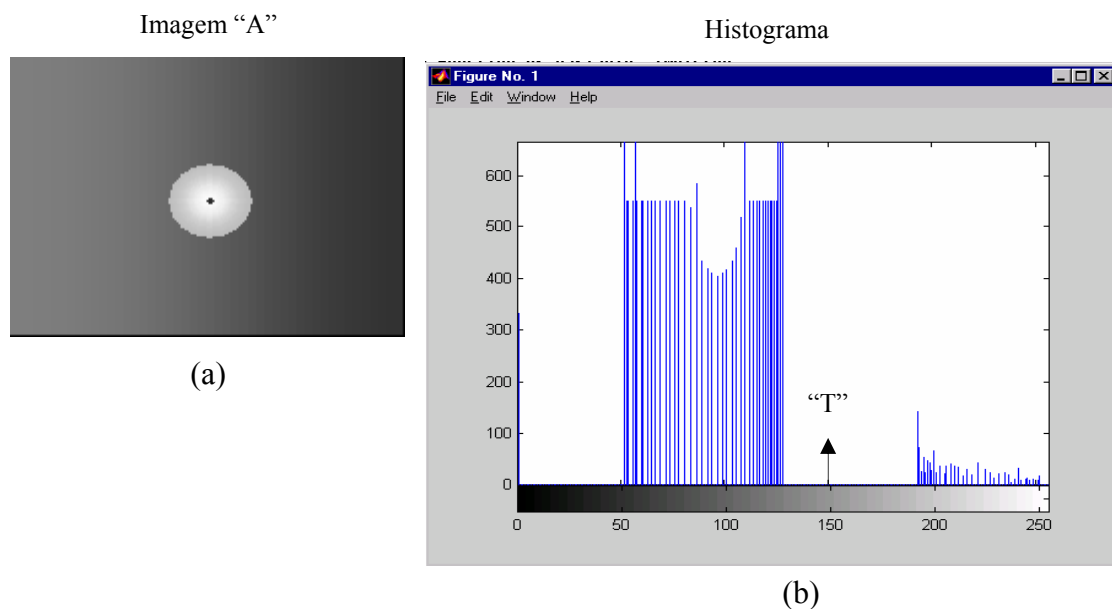 Imagem “A”
Histograma
Figure No. 1
File Edit Window Help
600
500
400
300
200
100
0
“T”
0 50 100 150 200 250
(a)
(b)